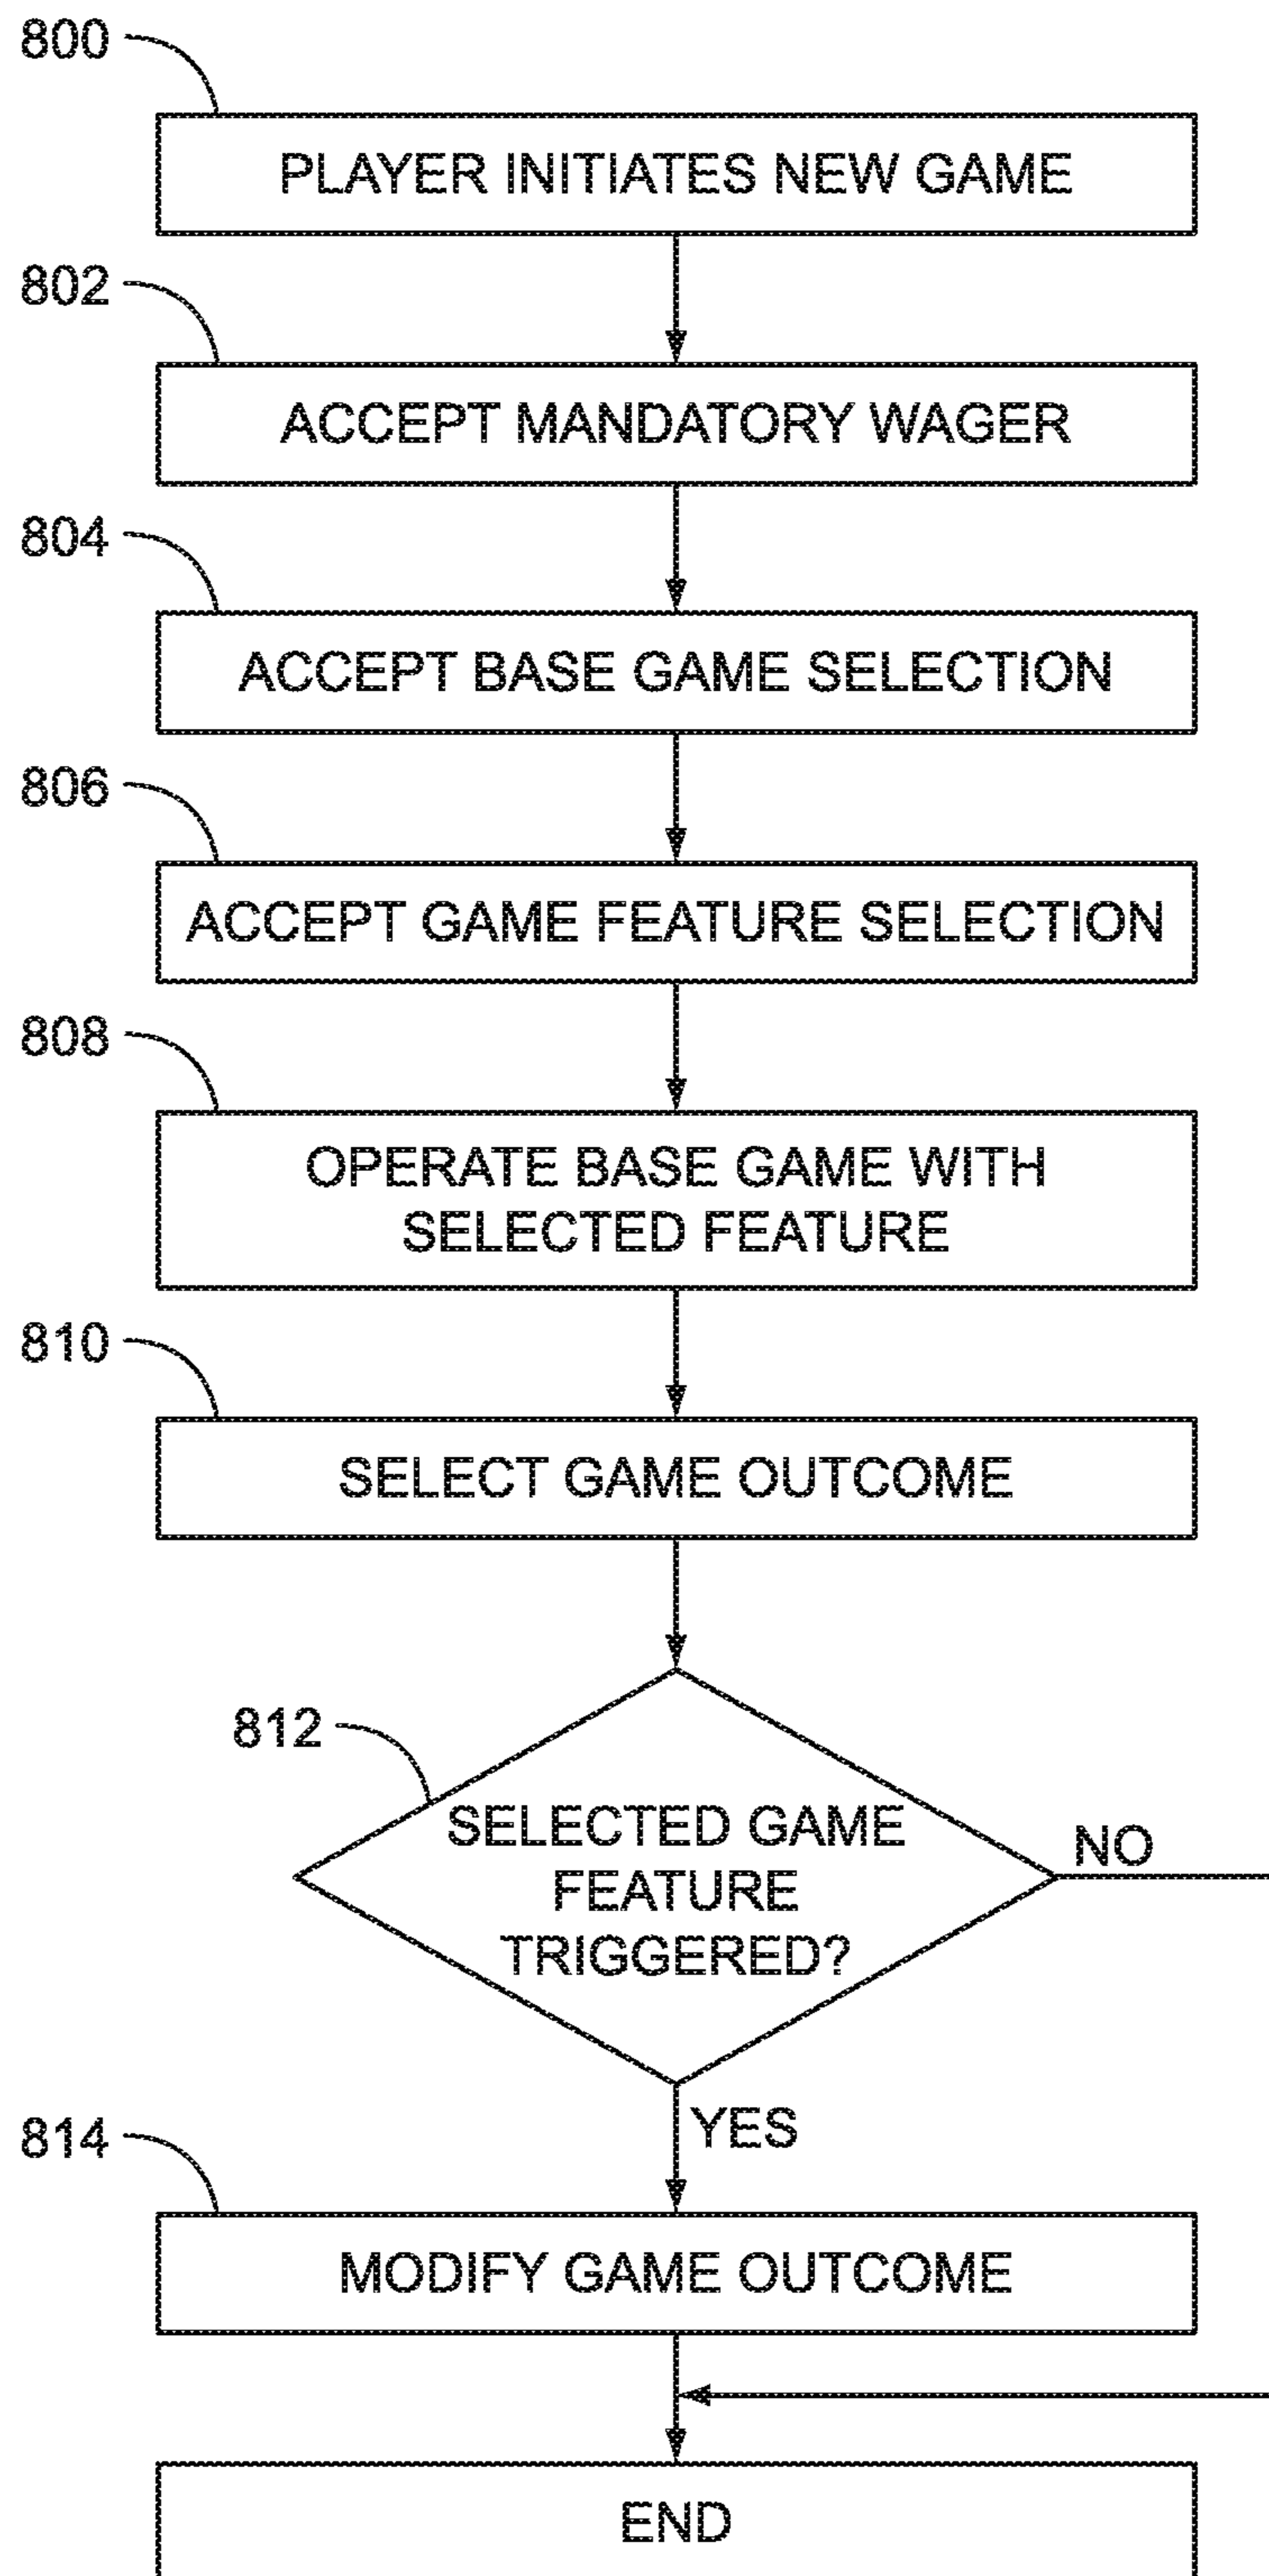 800
PLAYER INITIATES NEW GAME
802
ACCEPT MANDATORY WAGER
804
ACCEPT BASE GAME SELECTION
806
ACCEPT GAME FEATURE SELECTION
808
OPERATE BASE GAME WITH
SELECTED FEATURE
810
SELECT GAME OUTCOME
812
SELECTED GAME
FEATURE
TRIGGERED?
NO
YES
814
MODIFY GAME OUTCOME
END